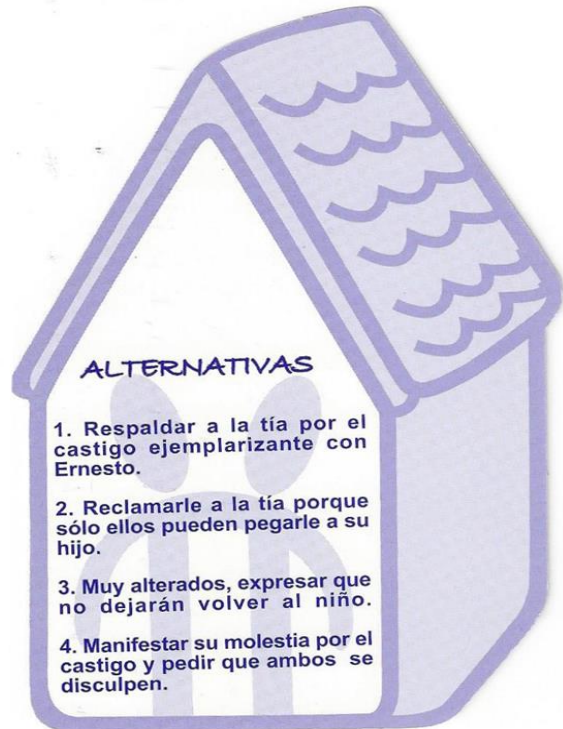 ALTERNATIVAS
1. Respaldar a la tía por el
castigo ejemplarizante con
Ernesto.
2. Reclamarle a la tía porque
sólo ellos pueden pegarle a su
hijo.
3. Muy alterados, expresar que
no dejarán volver al niño.
4. Manifestar su molestia por el
castigo y pedir que ambos se
disculpen.